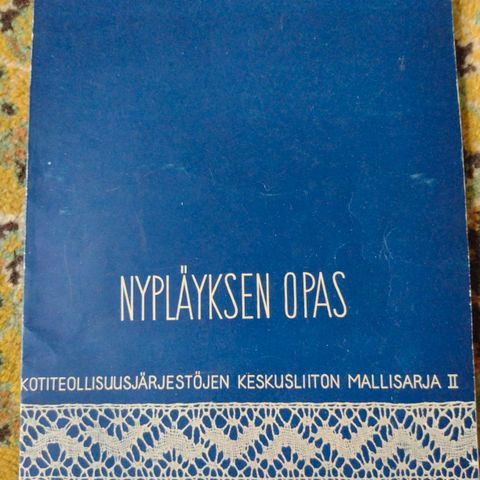 NYPLÄYKSEN OPAS
KOTITEOLLISUUSJÄRJESTÖJEN KESKUSLIITON MALLISARJA II